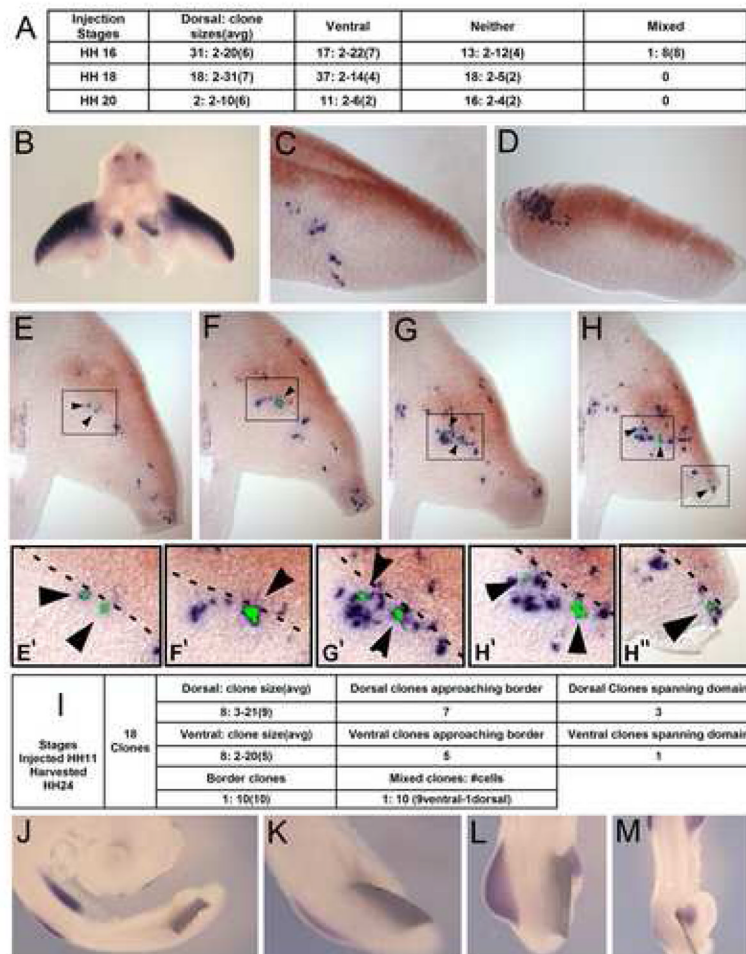 A
Injection Stages | Dorsal: clone sizes(avg) | Ventral | Neither | Mixed
HH 16 | 31: 2-20(6) | 17: 2-22(7) | 13: 2-12(4) | 1: 8(8)
HH 18 | 18: 2-31(7) | 37: 2-14(4) | 18: 2-5(2) | 0
HH 20 | 2: 2-10(6) | 11: 2-6(2) | 16: 2-4(2) | 0
B C D
E F G H
E' F' G' H' H"
I
Stages Injected HH11 Harvested HH24
18 Clones
Dorsal: clone size(avg) | Dorsal clones approaching border | Dorsal Clones spanning domain
8: 3-21(9) | 7 | 3
Ventral: clone size(avg) | Ventral clones approaching border | Ventral clones spanning domain
8: 2-20(5) | 5 | 1
Border clones | Mixed clones: #cells
1: 10(10) | 1: 10 (9ventral-1dorsal)
J K L M